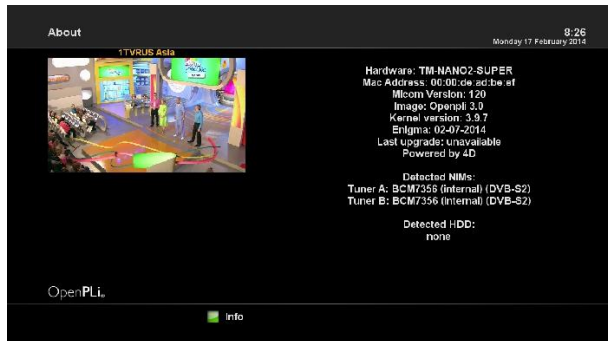 About
8:26
Monday 17 February 2014
1TVRUS Asia
Hardware: TM-NANO2-SUPER
Mac Address: 00:00:de:ad:be:ef
Micom Version: 120
Image: Openpli 3.0
Kernel version: 3.9.7
Enigma: 02-07-2014
Last upgrade: unavailable
Powered by 4D
Detected NIMs:
Tuner A: BCM7356 (internal) (DVB-S2)
Tuner B: BCM7356 (internal) (DVB-S2)
Detected HDD:
none
OpenPLi.
Info